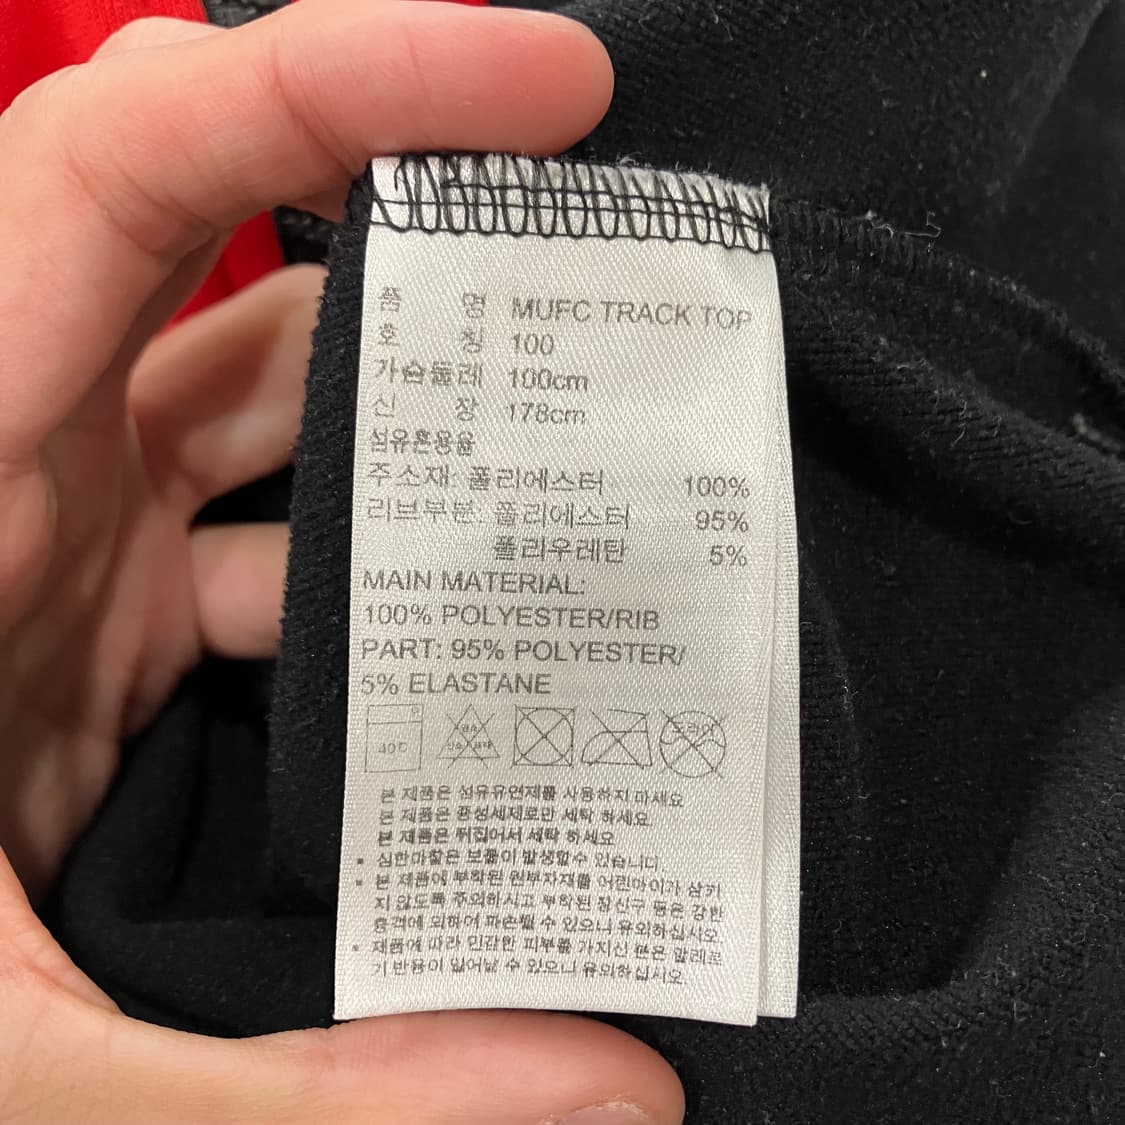 품 명 MUFC TRACK TOP
호 칭 100
가슴둘레 100cm
신 장 178cm
섬유혼용율
주소재: 폴리에스터 100%
리브부분: 폴리에스터 95%
폴리우레탄 5%
MAIN MATERIAL:
100% POLYESTER/RIB
PART: 95% POLYESTER/
5% ELASTANE
40
본 제품은 섬유유연제를 사용하지 마세요
본 제품은 중성세제로만 세탁 하세요.
본 제품은 뒤집어서 세탁 하세요
▪ 심한마찰은 보풀이 발생할수 있습니다.
▪ 본 제품에 부착된 원부자재를 어린아이가 삼키
지 않도록 주의하시고 부착된 장신구 등은 강한
충격에 의하여 파손될 수 있으니 유의하십시오.
▪ 제품에 따라 민감한 피부를 가지신 분은 알레르
기 반응이 일어날 수 있으니 유의하십시오.